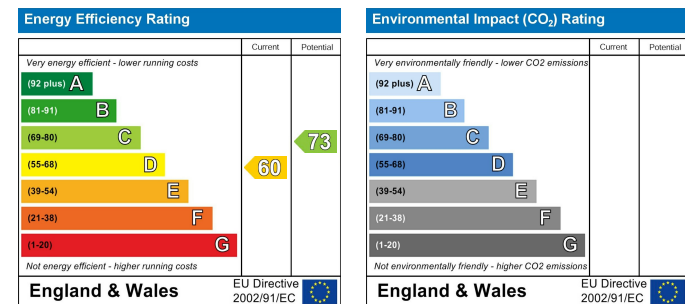 Energy Efficiency Rating
Current Potential
Very energy efficient - lower running costs
(92 plus) A
(81-91) B
(69-80) C
(55-68) D
(39-54) E
(21-38) F
(1-20) G
Not energy efficient - higher running costs
60
73
England & Wales
EU Directive
2002/91/EC
Environmental Impact (CO₂) Rating
Current Potential
Very environmentally friendly - lower CO2 emissions
(92 plus) A
(81-91) B
(69-80) C
(55-68) D
(39-54) E
(21-38) F
(1-20) G
Not environmentally friendly - higher CO2 emissions
England & Wales
EU Directive
2002/91/EC